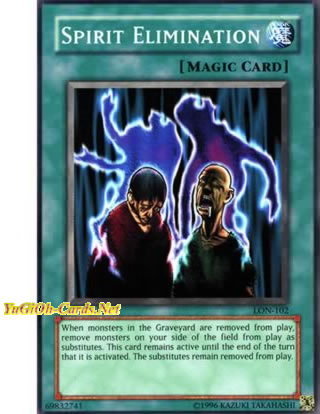 SPIRIT ELIMINATION
[MAGIC CARD]
LON-102
YuGiOh-Cards.Net
When monsters in the Graveyard are removed from play,
remove monsters on your side of the field from play as
substitutes. This card remains active until the end of the turn
that it is activated. The substitutes remain removed from play.
69832741
©1996 KAZUKI TAKAHASHI